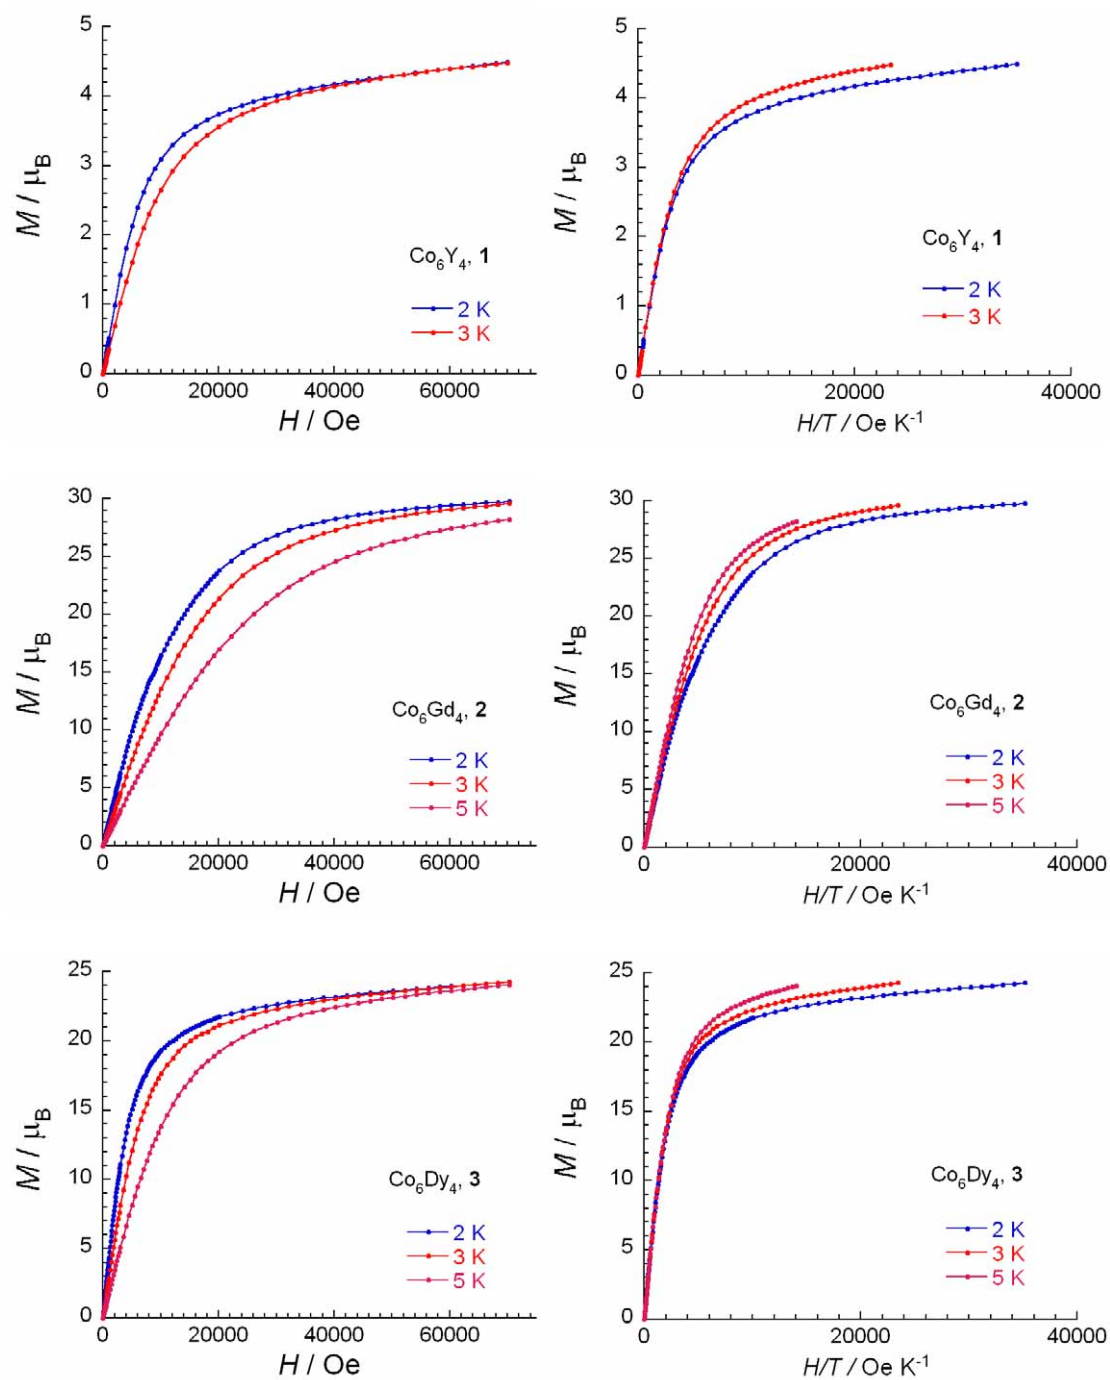 5
4
3
2
1
0
M / μB
Co6Y4, 1
2 K
3 K
0 20000 40000 60000
H / Oe
5
4
3
2
1
0
M / μB
Co6Y4, 1
2 K
3 K
0 20000 40000
H/T / Oe K-1
30
25
20
15
10
5
0
M / μB
Co6Gd4, 2
2 K
3 K
5 K
0 20000 40000 60000
H / Oe
30
25
20
15
10
5
0
M / μB
Co6Gd4, 2
2 K
3 K
5 K
0 20000 40000
H/T / Oe K-1
25
20
15
10
5
0
M / μB
Co6Dy4, 3
2 K
3 K
5 K
0 20000 40000 60000
H / Oe
25
20
15
10
5
0
M / μB
Co6Dy4, 3
2 K
3 K
5 K
0 20000 40000
H/T / Oe K-1